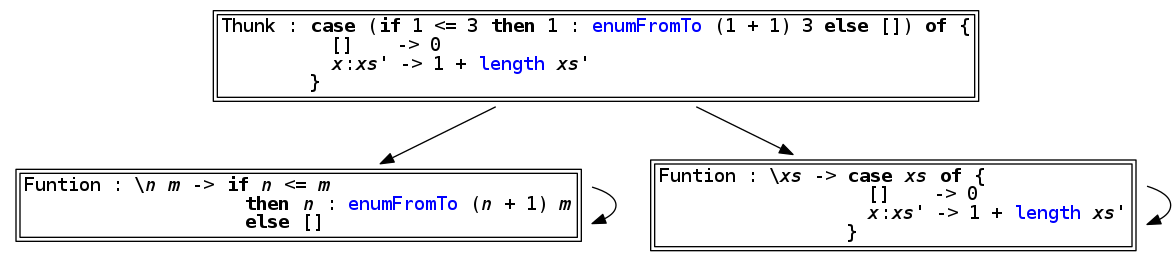 Thunk : case (if 1 <= 3 then 1 : enumFromTo (1 + 1) 3 else []) of {
[] -> 0
x:xs' -> 1 + length xs'
}
Funtion : \n m -> if n <= m
then n : enumFromTo (n + 1) m
else []
Funtion : \xs -> case xs of {
[] -> 0
x:xs' -> 1 + length xs'
}